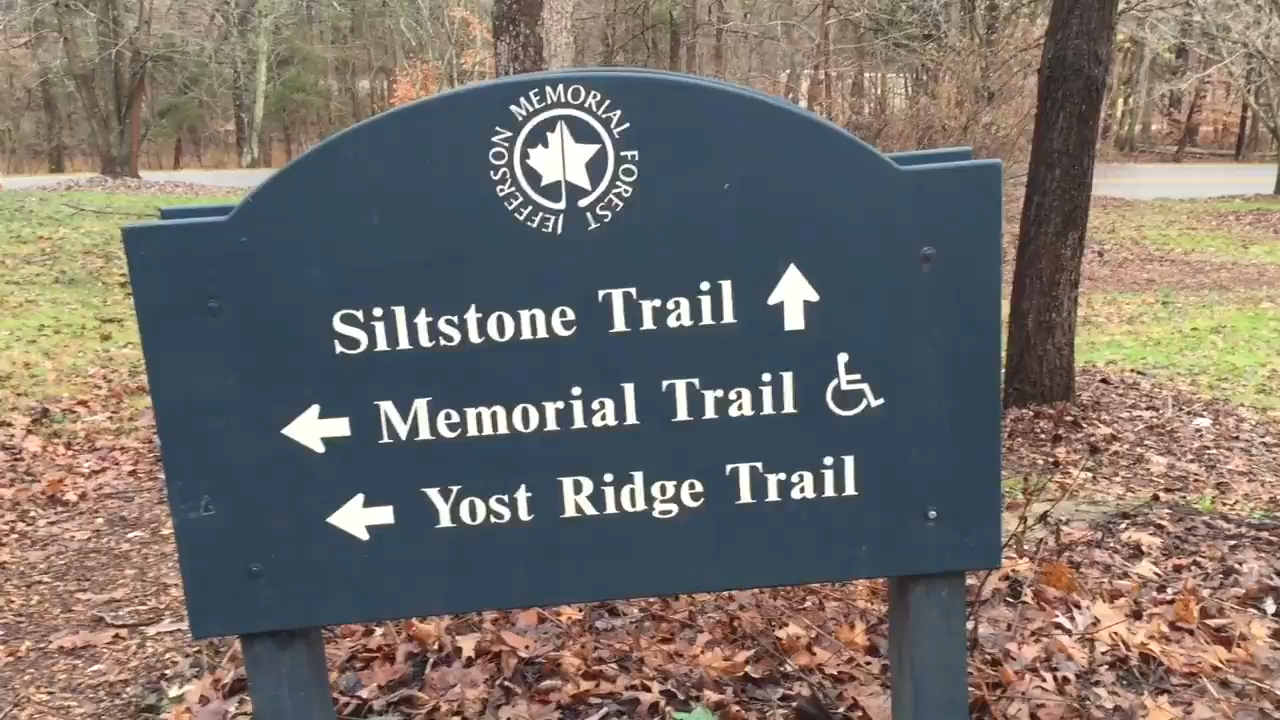 JEFFERSON MEMORIAL FOREST
Siltstone Trail
Memorial Trail
Yost Ridge Trail